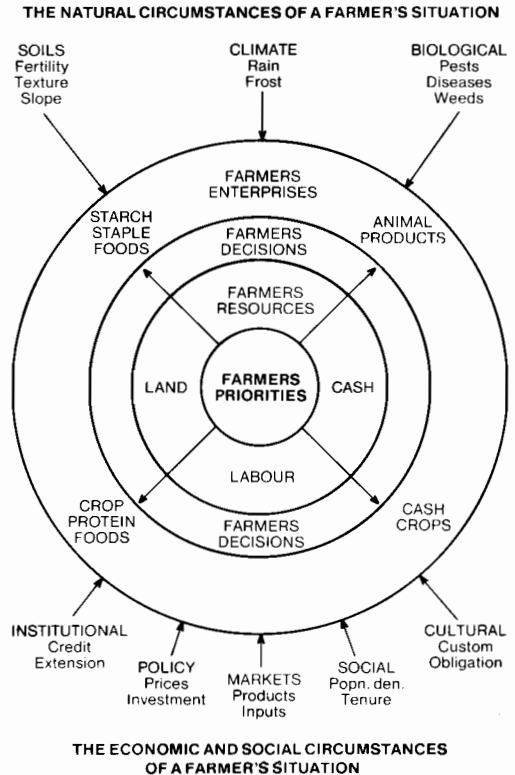 THE NATURAL CIRCUMSTANCES OF A FARMER'S SITUATION
SOILS
Fertility
Texture
Slope
CLIMATE
Rain
Frost
BIOLOGICAL
Pests
Diseases
Weeds
FARMERS
ENTERPRISES
STARCH
STAPLE
FOODS
ANIMAL
PRODUCTS
FARMERS
DECISIONS
FARMERS
RESOURCES
LAND
FARMERS
PRIORITIES
CASH
LABOUR
CROP
PROTEIN
FOODS
CASH
CROPS
FARMERS
DECISIONS
INSTITUTIONAL
Credit
Extension
POLICY
Prices
Investment
MARKETS
Products
Inputs
SOCIAL
Popn. den.
Tenure
CULTURAL
Custom
Obligation
THE ECONOMIC AND SOCIAL CIRCUMSTANCES
OF A FARMER'S SITUATION